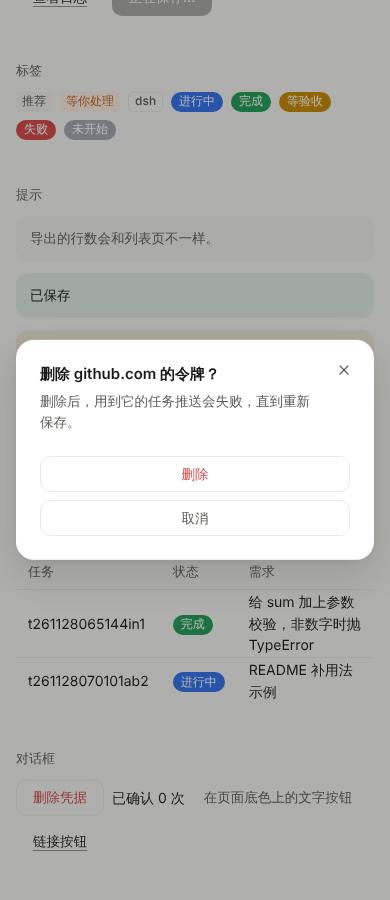 查看日志 正在保存...
标签
推荐 等你处理 dsh 进行中 完成 等验收
失败 未开始
提示
导出的行数会和列表页不一样。
已保存
删除 github.com 的令牌？
删除后，用到它的任务推送会失败，直到重新
保存。
删除
取消
任务 状态 需求
t261128065144in1 完成 给 sum 加上参数
校验，非数字时抛
TypeError
t261128070101ab2 进行中 README 补用法
示例
对话框
删除凭据 已确认 0 次 在页面底色上的文字按钮
链接按钮